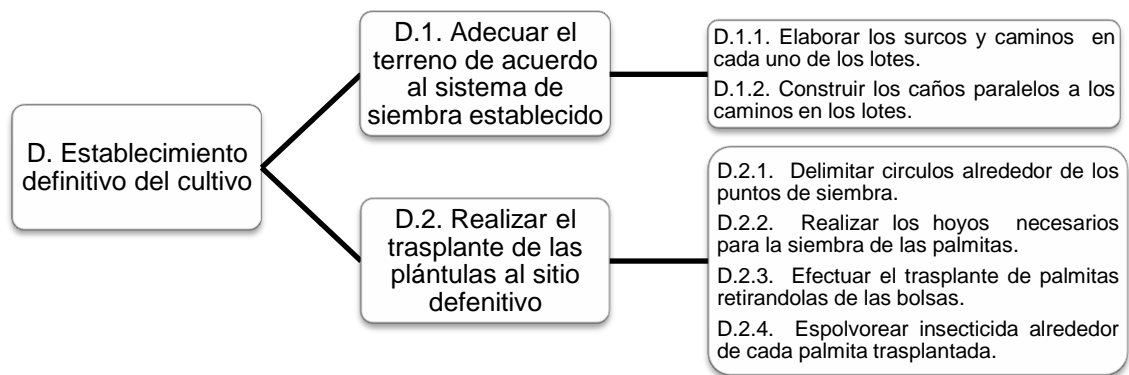 D. Establecimiento
definitivo del cultivo
D.1. Adecuar el
terreno de acuerdo
al sistema de
siembra establecido
D.1.1. Elaborar los surcos y caminos en
cada uno de los lotes.
D.1.2. Construir los caños paralelos a los
caminos en los lotes.
D.2. Realizar el
trasplante de las
plántulas al sitio
defenitivo
D.2.1. Delimitar circulos alrededor de los
puntos de siembra.
D.2.2. Realizar los hoyos necesarios
para la siembra de las palmitas.
D.2.3. Efectuar el trasplante de palmitas
retirandolas de las bolsas.
D.2.4. Espolvorear insecticida alrededor
de cada palmita trasplantada.